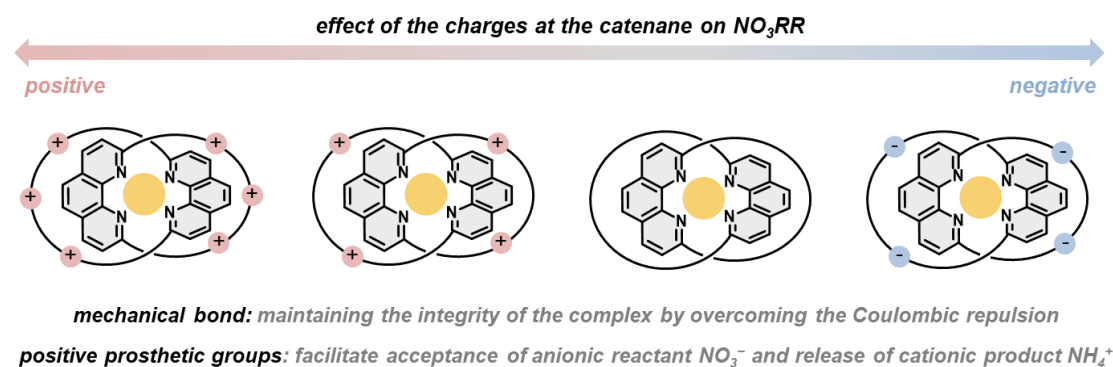 effect of the charges at the catenane on NO₃RR
positive
negative
+ + + + + +
N N N N
+ + + +
N N N N
N N N N
- - - -
N N N N
mechanical bond: maintaining the integrity of the complex by overcoming the Coulombic repulsion
positive prosthetic groups: facilitate acceptance of anionic reactant NO₃⁻ and release of cationic product NH₄⁺